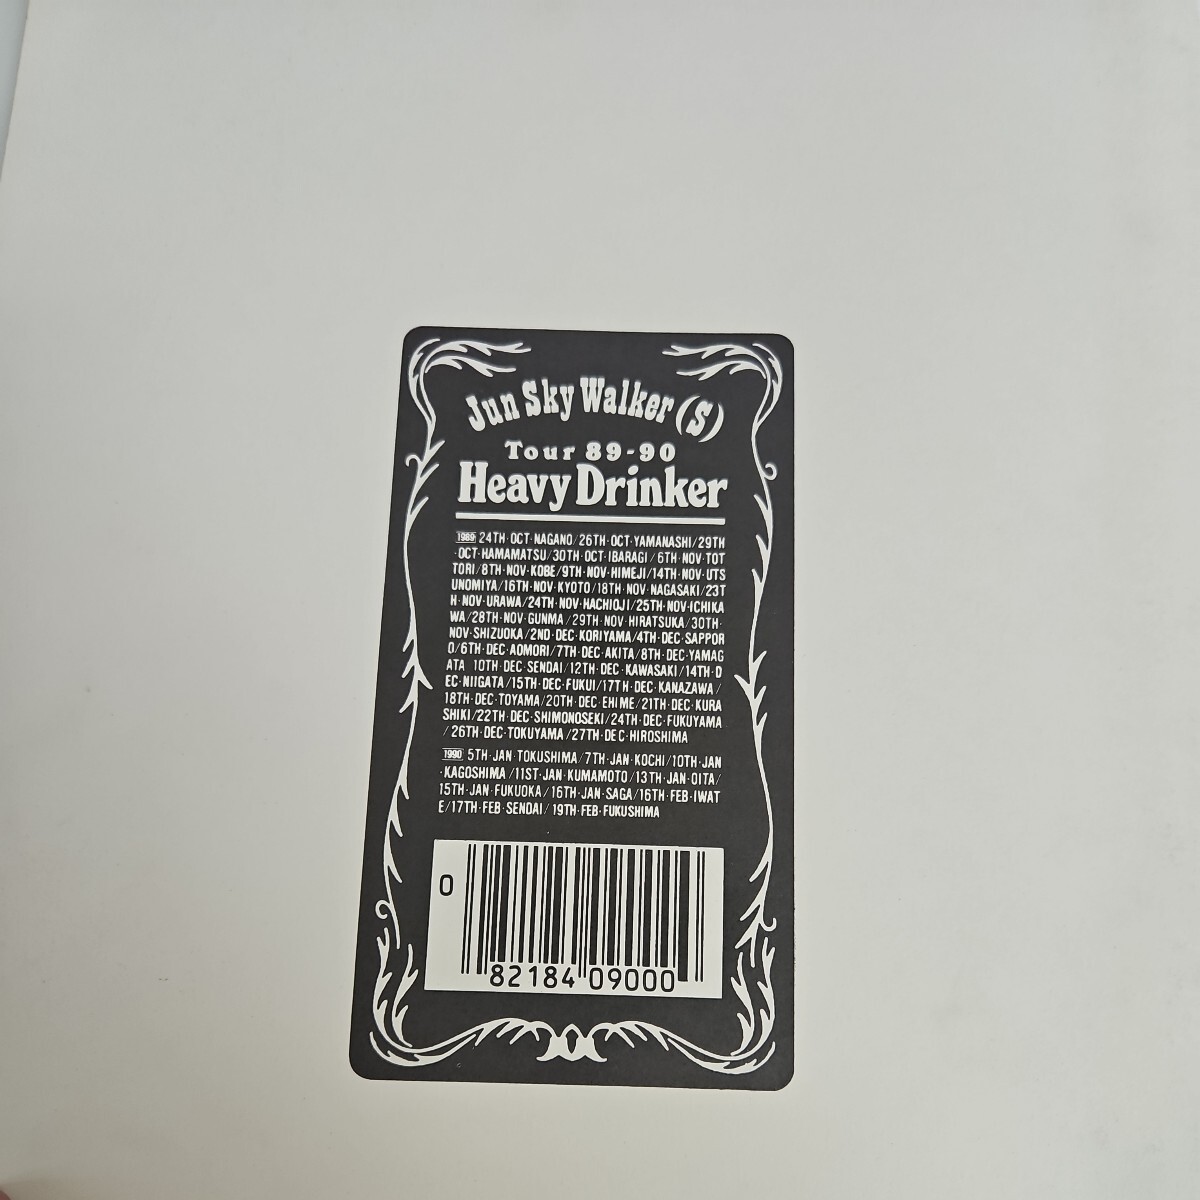 Jun Sky Walker(S)
Tour 89-90
Heavy Drinker
1989 24TH·OCT·NAGANO/26TH·OCT·YAMANASHI/29TH
·OCT·HAMAMATSU/30TH·OCT·IBARAGI/6TH·NOV·TOT
TORI/8TH·NOV·KOBE/9TH·NOV·HIMEJI/14TH·NOV·UTS
UNOMIYA/16TH·NOV·KYOTO/18TH·NOV·NAGASAKI/23T
H·NOV·URAWA/24TH·NOV·HACHIOJI/25TH·NOV·ICHIKA
WA/28TH·NOV·GUNMA/29TH·NOV·HIRATSUKA/30TH·
NOV·SHIZUOKA/2ND·DEC·KORIYAMA/4TH·DEC·SAPPOR
O/6TH·DEC·AOMORI/7TH·DEC·AKITA/8TH·DEC·YAMAG
ATA 10TH·DEC·SENDAI/12TH·DEC·KAWASAKI/14TH·D
EC·NIIGATA/15TH·DEC·FUKUI/17TH·DEC·KANAZAWA/
18TH·DEC·TOYAMA/20TH·DEC·EHIME/21TH·DEC·KURA
SHIKI/22TH·DEC·SHIMONOSEKI/24TH·DEC·FUKUYAMA
/26TH·DEC·TOKUYAMA/27TH·DEC·HIROSHIMA
1990 5TH·JAN·TOKUSHIMA/7TH·JAN·KOCHI/10TH·JAN
·KAGOSHIMA/11ST·JAN·KUMAMOTO/13TH·JAN·OITA/
15TH·JAN·FUKUOKA/16TH·JAN·SAGA/16TH·FEB·IWAT
E/17TH·FEB·SENDAI/19TH·FEB·FUKUSHIMA
0 82184 09000